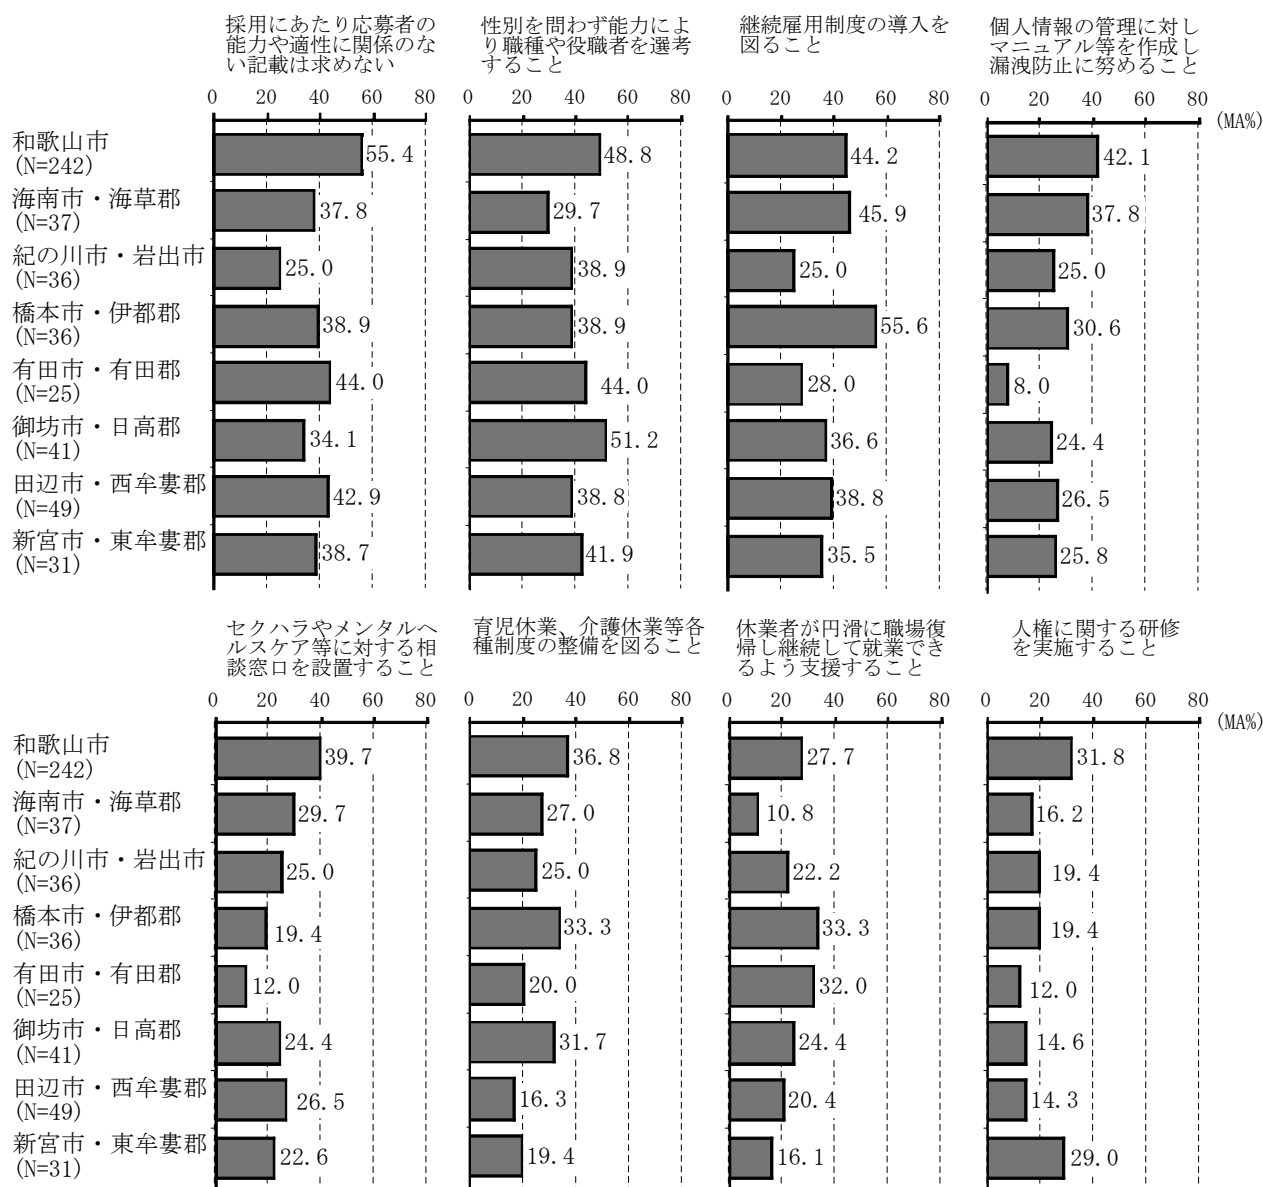 採用にあたり応募者の
能力や適性に関係のな
い記載は求めない
性別を問わず能力によ
り職種や役職者を選考
すること
継続雇用制度の導入を
図ること
個人情報の管理に対し
マニュアル等を作成し
漏洩防止に努めること
0 20 40 60 80
0 20 40 60 80
0 20 40 60 80
0 20 40 60 80
(MA%)
和歌山市
(N=242)
55.4
48.8
44.2
42.1
海南市・海草郡
(N=37)
37.8
29.7
45.9
37.8
紀の川市・岩出市
(N=36)
25.0
38.9
25.0
25.0
橋本市・伊都郡
(N=36)
38.9
38.9
55.6
30.6
有田市・有田郡
(N=25)
44.0
44.0
28.0
8.0
御坊市・日高郡
(N=41)
34.1
51.2
36.6
24.4
田辺市・西牟婁郡
(N=49)
42.9
38.8
38.8
26.5
新宮市・東牟婁郡
(N=31)
38.7
41.9
35.5
25.8
セクハラやメンタルヘ
ルスケア等に対する相
談窓口を設置すること
育児休業、介護休業等各
種制度の整備を図ること
休業者が円滑に職場復
帰し継続して就業でき
るよう支援すること
人権に関する研修
を実施すること
0 20 40 60 80
0 20 40 60 80
0 20 40 60 80
0 20 40 60 80
(MA%)
和歌山市
(N=242)
39.7
36.8
27.7
31.8
海南市・海草郡
(N=37)
29.7
27.0
10.8
16.2
紀の川市・岩出市
(N=36)
25.0
25.0
22.2
19.4
橋本市・伊都郡
(N=36)
19.4
33.3
33.3
19.4
有田市・有田郡
(N=25)
12.0
20.0
32.0
12.0
御坊市・日高郡
(N=41)
24.4
31.7
24.4
14.6
田辺市・西牟婁郡
(N=49)
26.5
16.3
20.4
14.3
新宮市・東牟婁郡
(N=31)
22.6
19.4
16.1
29.0